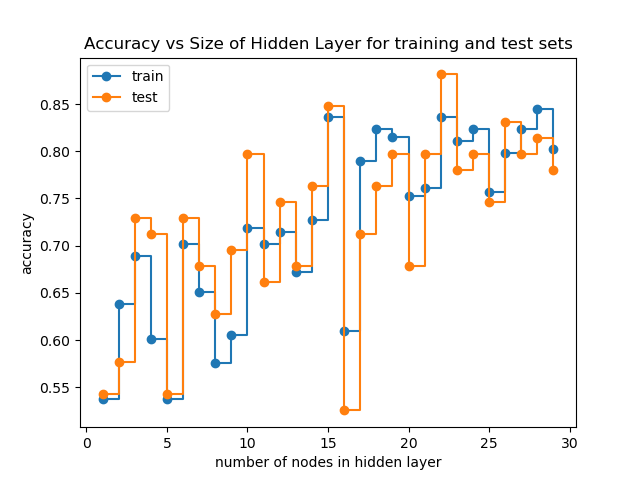 Accuracy vs Size of Hidden Layer for training and test sets
train
test
0.85
0.80
0.75
0.70
0.65
0.60
0.55
accuracy
0 5 10 15 20 25 30
number of nodes in hidden layer